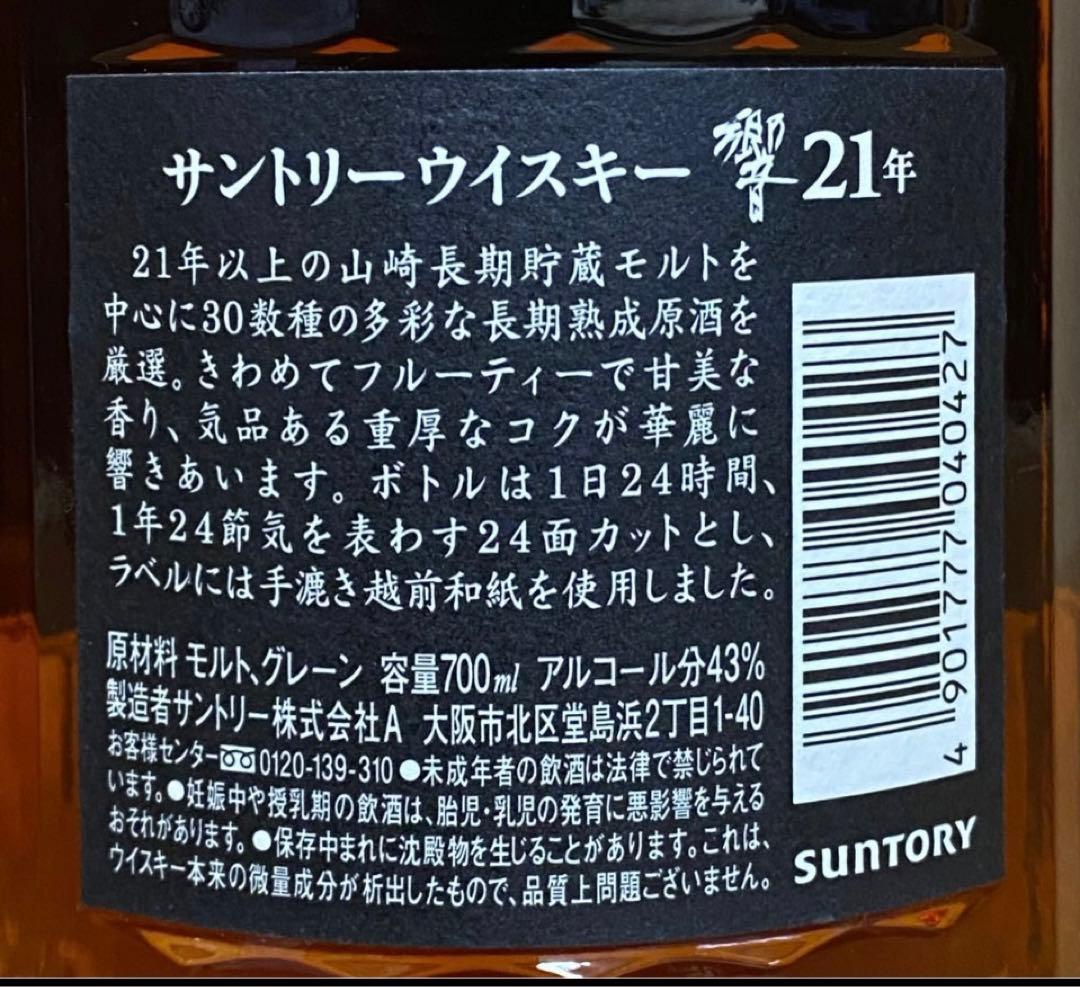 サントリーウイスキー 響 21年
21年以上の山崎長期貯蔵モルトを
中心に30数種の多彩な長期熟成原酒を
厳選。きわめてフルーティーで甘美な
香り、気品ある重厚なコクが華麗に
響きあいます。ボトルは1日24時間、
1年24節気を表わす24面カットとし、
ラベルには手漉き越前和紙を使用しました。
原材料 モルト、グレーン 容量700ml アルコール分43%
製造者サントリー株式会社A 大阪市北区堂島浜2丁目1-40
お客様センター 0120-139-310 ●未成年者の飲酒は法律で禁じられて
います。●妊娠中や授乳期の飲酒は、胎児・乳児の発育に悪影響を与える
おそれがあります。●保存中まれに沈殿物を生じることがあります。これは、
ウイスキー本来の微量成分が析出したもので、品質上問題ございません。
4 901777 040427
SUNTORY